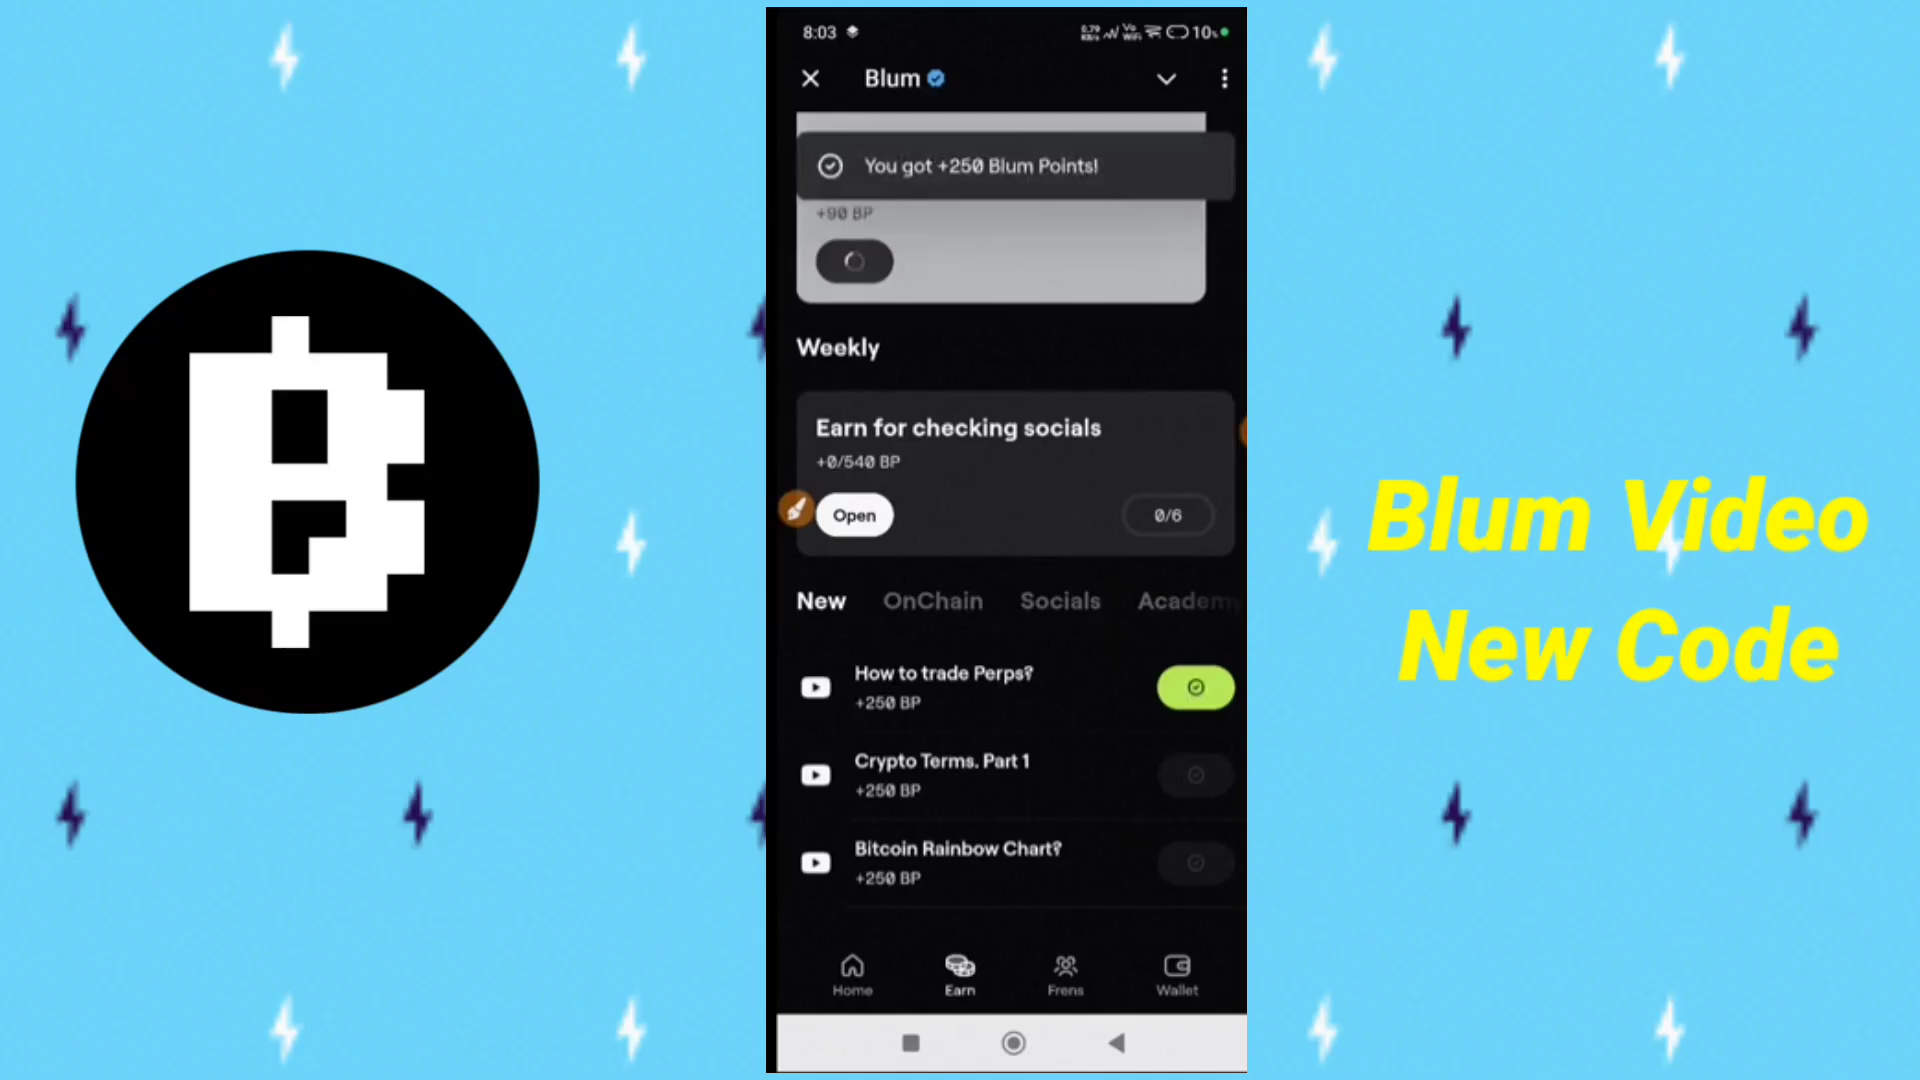 8:03
10%
Blum
You got +250 Blum Points!
+90 BP
Weekly
Earn for checking socials
+0/540 BP
Open
0/6
New OnChain Socials Academy
How to trade Perps?
+250 BP
Crypto Terms. Part 1
+250 BP
Bitcoin Rainbow Chart?
+250 BP
Home Earn Frens Wallet
Blum Video
New Code